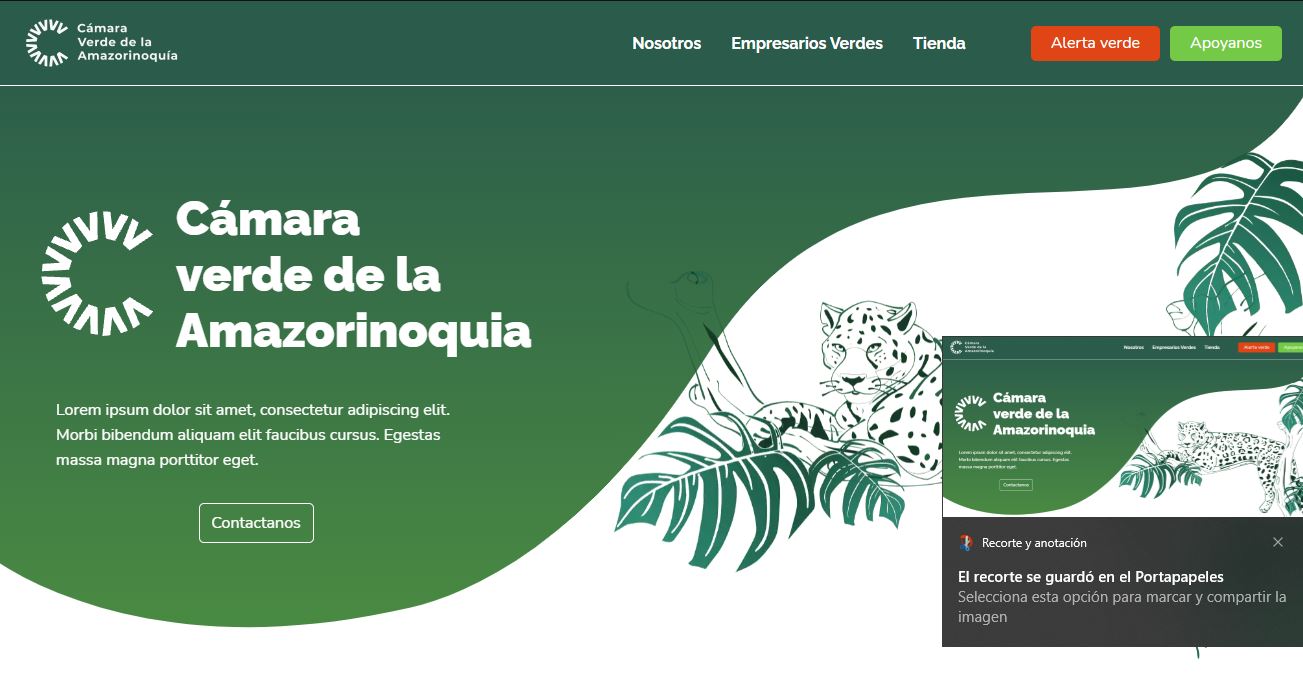 Cámara
Verde de la
Amazorinoquía
Nosotros
Empresarios Verdes
Tienda
Alerta verde
Apoyanos
Cámara
verde de la
Amazorinoquia
Lorem ipsum dolor sit amet, consectetur adipiscing elit.
Morbi bibendum aliquam elit faucibus cursus. Egestas
massa magna porttitor eget.
Contactanos
Cámara
Verde de la
Amazorinoquía
Nosotros
Empresarios Verdes
Tienda
Alerta verde
Apoyanos
Cámara
verde de la
Amazorinoquia
Lorem ipsum dolor sit amet, consectetur adipiscing elit.
Morbi bibendum aliquam elit faucibus cursus. Egestas
massa magna porttitor eget.
Contactanos
Recorte y anotación
El recorte se guardó en el Portapapeles
Selecciona esta opción para marcar y compartir la
imagen